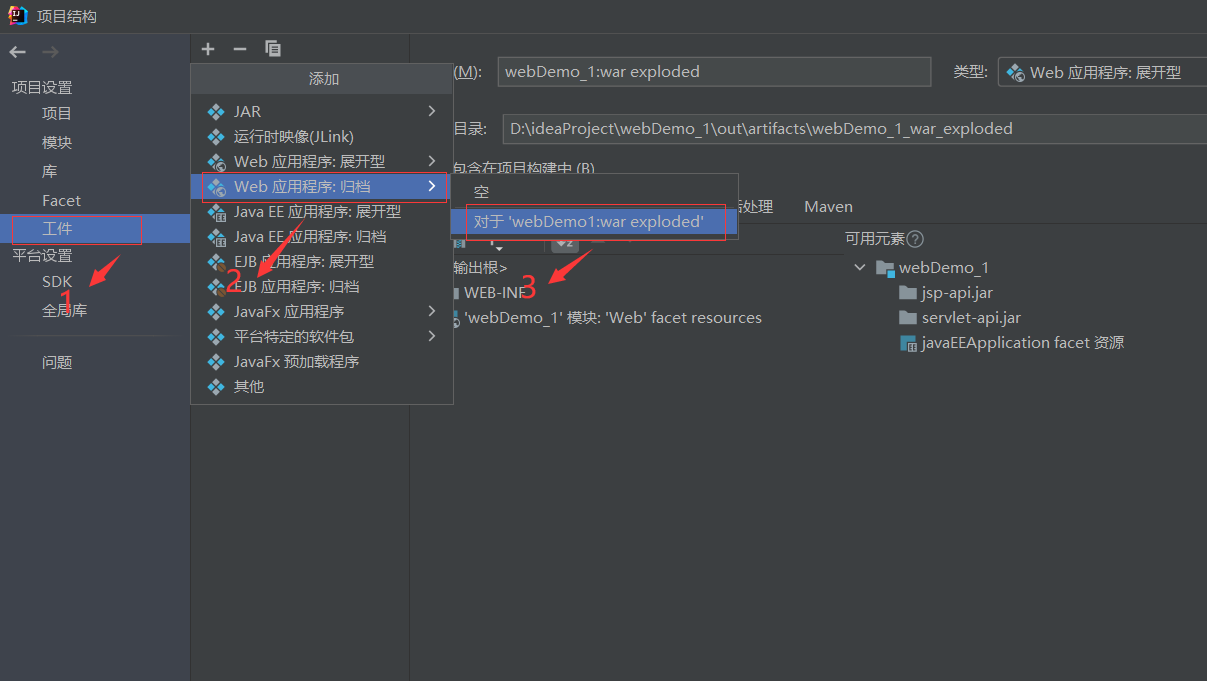 项目结构
项目设置
项目
模块
库
Facet
工件
平台设置
SDK
全局库
问题
1
添加
JAR
运行时映像(JLink)
Web 应用程序: 展开型
Web 应用程序: 归档
Java EE 应用程序: 展开型
Java EE 应用程序: 归档
EJB 应用程序: 展开型
EJB 应用程序: 归档
JavaFx 应用程序
平台特定的软件包
JavaFx 预加载程序
其他
2
空
对于 'webDemo1:war exploded'
3
(M): webDemo_1:war exploded 类型: Web 应用程序: 展开型
目录: D:\ideaProject\webDemo_1\out\artifacts\webDemo_1_war_exploded
包含在项目构建中 (B)
处理 Maven
输出根>
WEB-INF
'webDemo_1' 模块: 'Web' facet resources
可用元素?
webDemo_1
jsp-api.jar
servlet-api.jar
javaEEApplication facet 资源